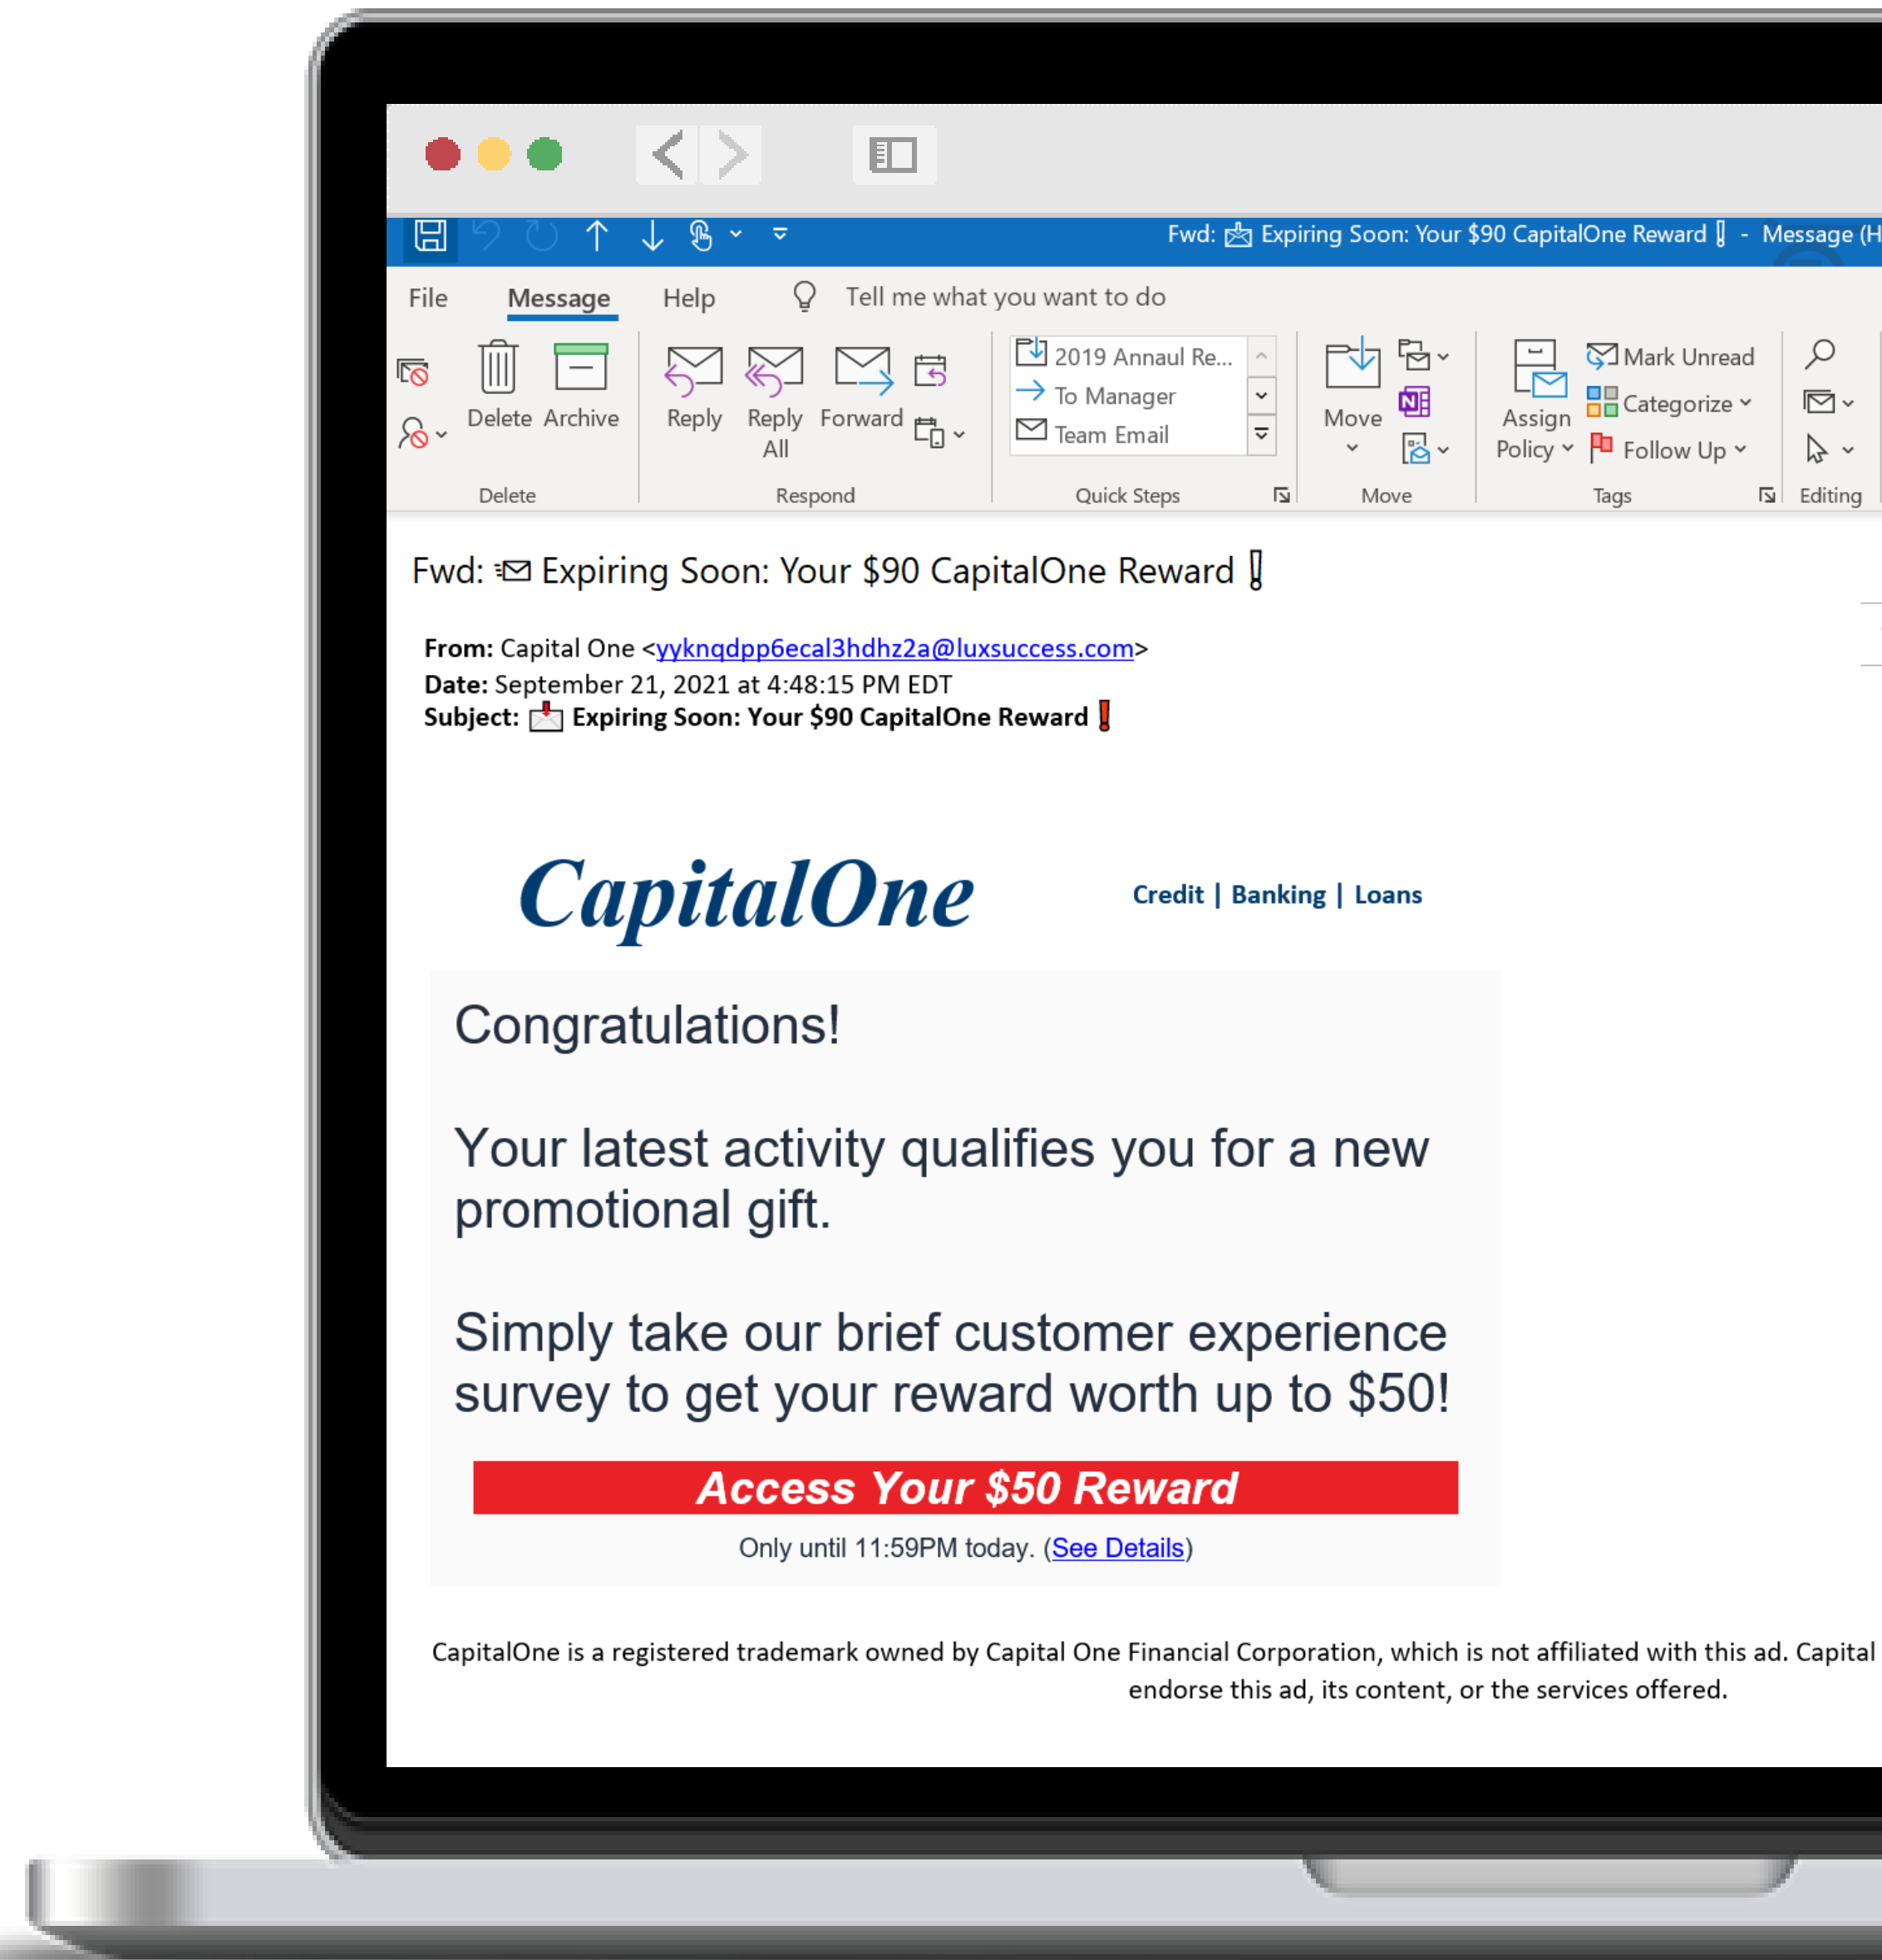 Fwd: Expiring Soon: Your $90 CapitalOne Reward - Message (H
File Message Help Tell me what you want to do
Delete Archive Reply Reply All Forward
2019 Annaul Re...
To Manager
Team Email
Move
Assign Policy
Mark Unread
Categorize
Follow Up
Delete Respond Quick Steps Move Tags Editing
Fwd: Expiring Soon: Your $90 CapitalOne Reward
From: Capital One <yyknqdpp6ecal3hdhz2a@luxsuccess.com>
Date: September 21, 2021 at 4:48:15 PM EDT
Subject: 📩 Expiring Soon: Your $90 CapitalOne Reward❗
CapitalOne
Credit | Banking | Loans
Congratulations!
Your latest activity qualifies you for a new
promotional gift.
Simply take our brief customer experience
survey to get your reward worth up to $50!
Access Your $50 Reward
Only until 11:59PM today. (See Details)
CapitalOne is a registered trademark owned by Capital One Financial Corporation, which is not affiliated with this ad. Capital
endorse this ad, its content, or the services offered.